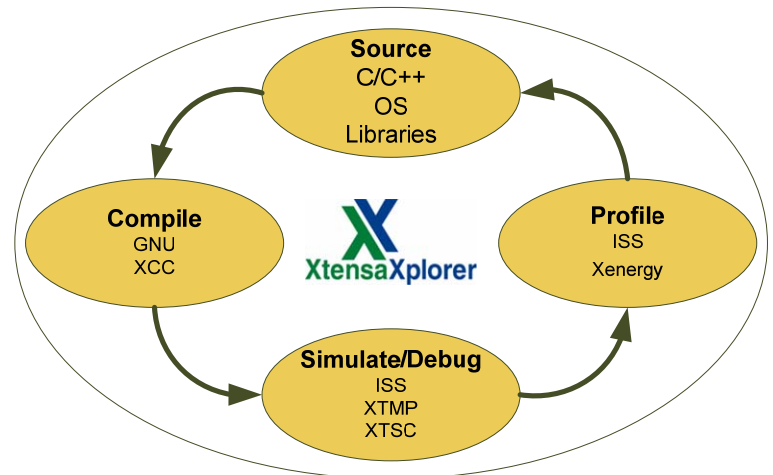 Source
C/C++
OS
Libraries
Compile
GNU
XCC
XtensaXplorer
Profile
ISS
Xenergy
Simulate/Debug
ISS
XTMP
XTSC